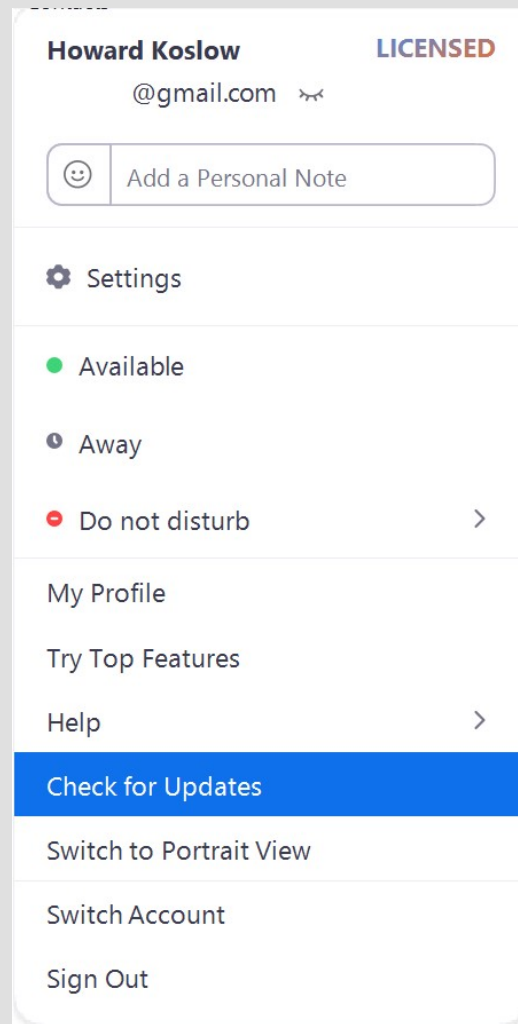 Howard Koslow LICENSED
@gmail.com
Add a Personal Note
Settings
Available
Away
Do not disturb
My Profile
Try Top Features
Help
Check for Updates
Switch to Portrait View
Switch Account
Sign Out